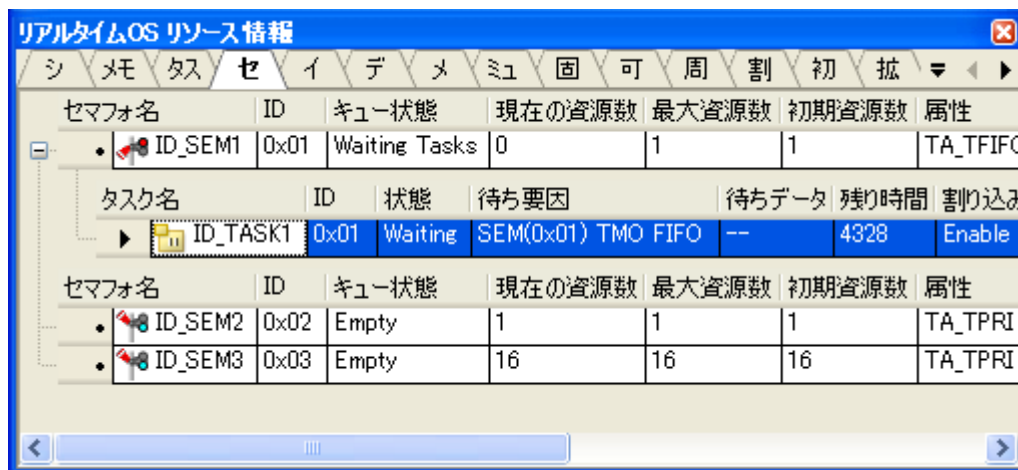 リアルタイムOS リソース情報
シ メモ タス セ イ デ メ ミュ 固 可 周 割 初 拡
セマフォ名 ID キュー状態 現在の資源数 最大資源数 初期資源数 属性
ID_SEM1 0x01 Waiting Tasks 0 1 1 TA_TFIFO
タスク名 ID 状態 待ち要因 待ちデータ 残り時間 割り込み
ID_TASK1 0x01 Waiting SEM(0x01) TMO FIFO -- 4328 Enable
セマフォ名 ID キュー状態 現在の資源数 最大資源数 初期資源数 属性
ID_SEM2 0x02 Empty 1 1 1 TA_TPRI
ID_SEM3 0x03 Empty 16 16 16 TA_TPRI